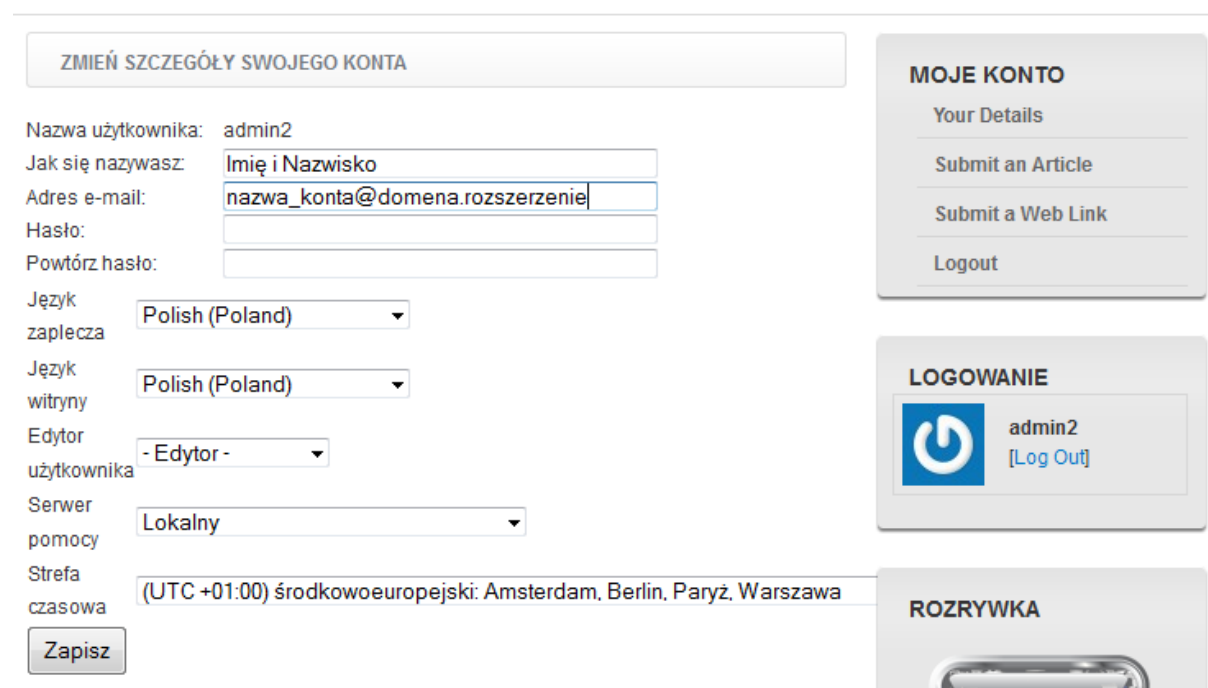 ZMIEŃ SZCZEGÓŁY SWOJEGO KONTA
Nazwa użytkownika: admin2
Jak się nazywasz: Imię i Nazwisko
Adres e-mail: nazwa_konta@domena.rozszerzenie
Hasło:
Powtórz hasło:
Język
zaplecza
Polish (Poland)
Język
witryny
Polish (Poland)
Edytor
użytkownika
- Edytor -
Serwer
pomocy
Lokalny
Strefa
czasowa
(UTC +01:00) środkowoeuropejski: Amsterdam, Berlin, Paryż, Warszawa
Zapisz
MOJE KONTO
Your Details
Submit an Article
Submit a Web Link
Logout
LOGOWANIE
admin2
[Log Out]
ROZRYWKA